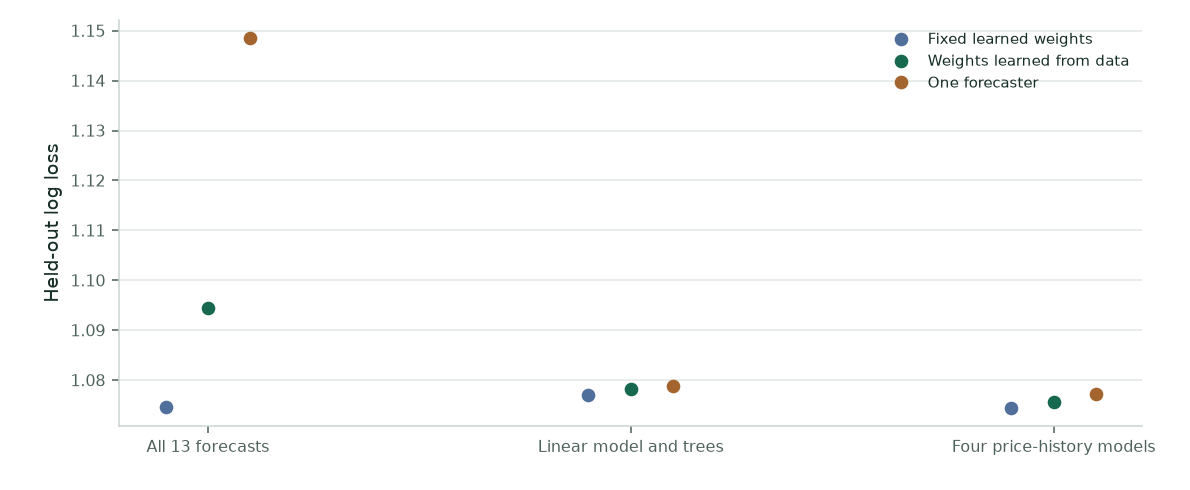 1.15
1.14
1.13
1.12
1.11
1.10
1.09
1.08
Held-out log loss
Fixed learned weights
Weights learned from data
One forecaster
All 13 forecasts
Linear model and trees
Four price-history models